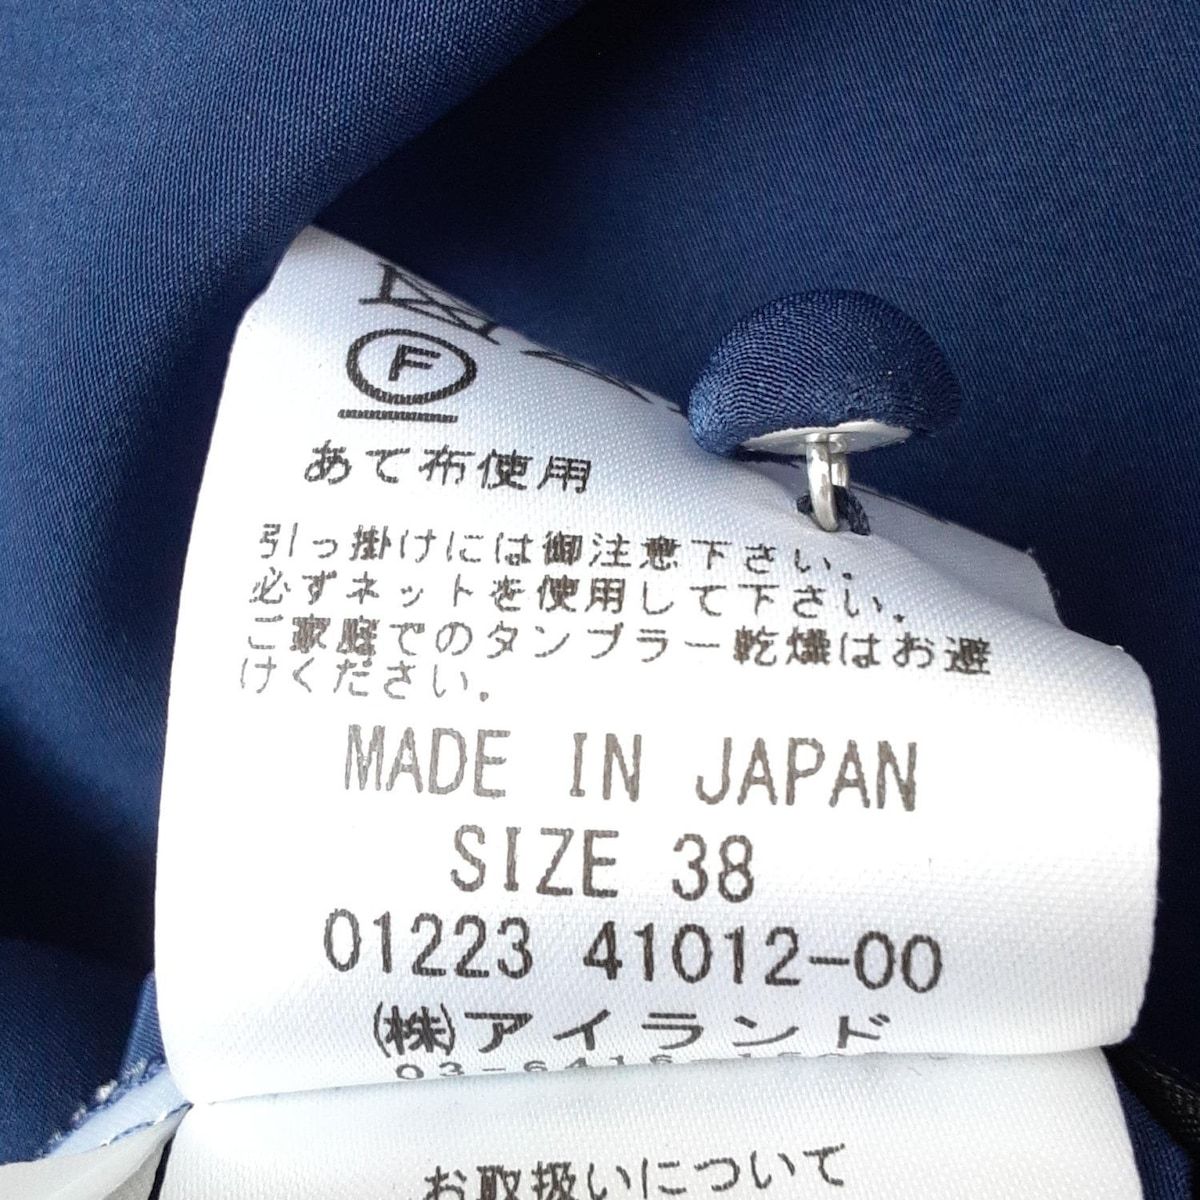 F
あて布使用
引っ掛けには御注意下さい.
必ずネットを使用して下さい.
ご家庭でのタンブラー乾燥はお避
けください.
MADE IN JAPAN
SIZE 38
01223 41012-00
(株)アイランド
お取扱いについて